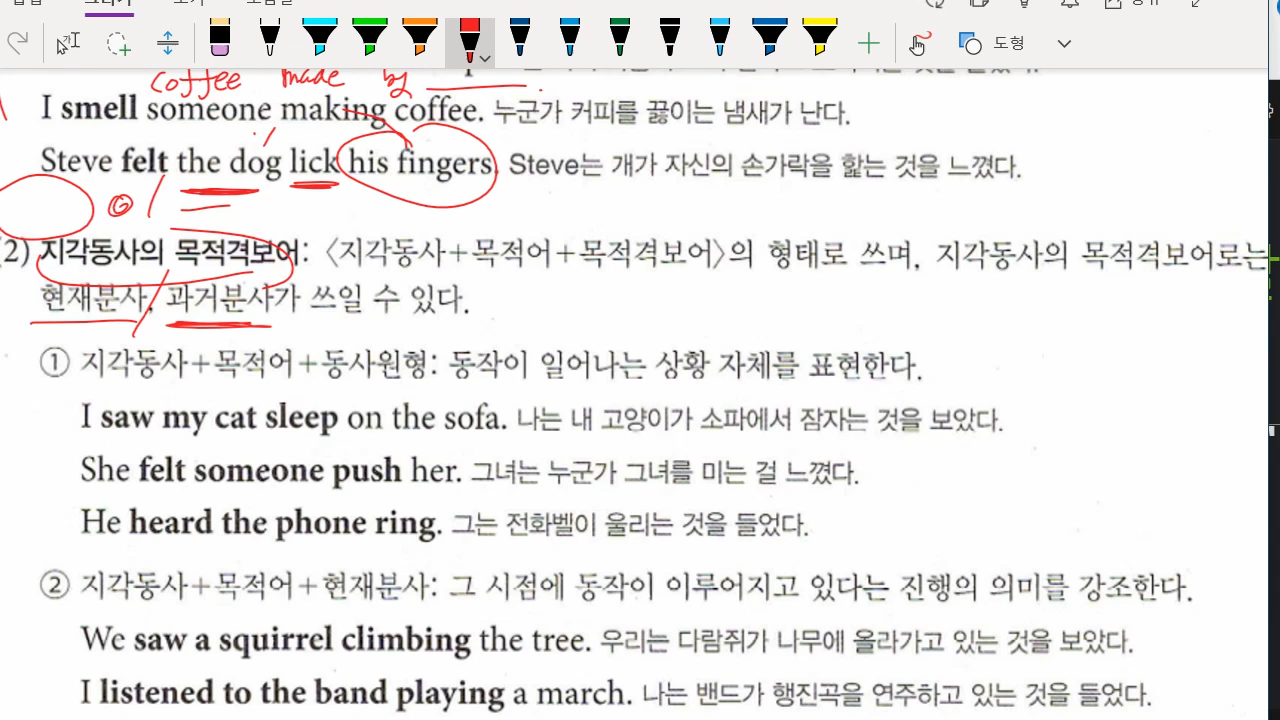 도형
coffee made by
I smell someone making coffee. 누군가 커피를 끓이는 냄새가 난다.
Steve felt the dog lick his fingers. Steve는 개가 자신의 손가락을 핥는 것을 느꼈다.
(2) 지각동사의 목적격보어: 〈지각동사+목적어+목적격보어〉의 형태로 쓰며, 지각동사의 목적격보어로는
현재분사, 과거분사가 쓰일 수 있다.
① 지각동사+목적어+동사원형: 동작이 일어나는 상황 자체를 표현한다.
I saw my cat sleep on the sofa. 나는 내 고양이가 소파에서 잠자는 것을 보았다.
She felt someone push her. 그녀는 누군가 그녀를 미는 걸 느꼈다.
He heard the phone ring. 그는 전화벨이 울리는 것을 들었다.
② 지각동사+목적어+현재분사: 그 시점에 동작이 이루어지고 있다는 진행의 의미를 강조한다.
We saw a squirrel climbing the tree. 우리는 다람쥐가 나무에 올라가고 있는 것을 보았다.
I listened to the band playing a march. 나는 밴드가 행진곡을 연주하고 있는 것을 들었다.